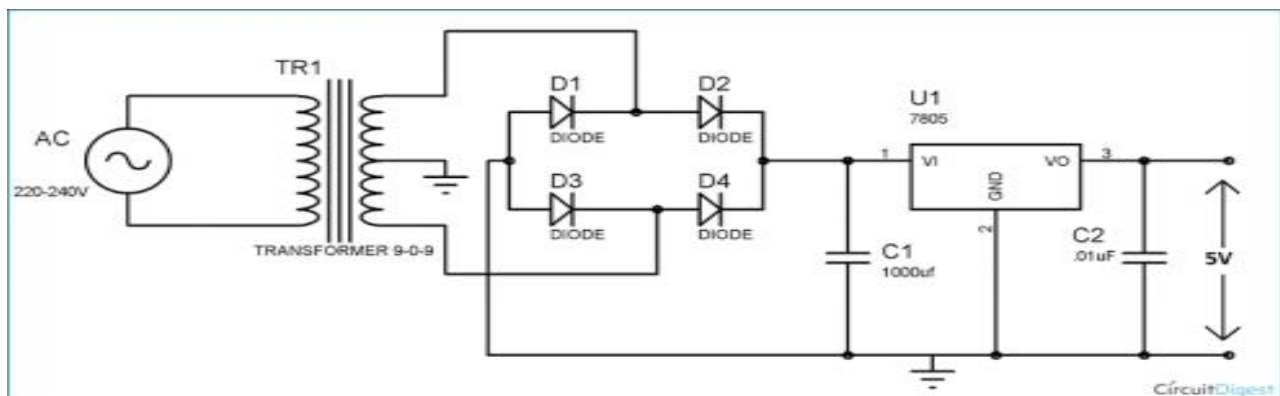 TR1
AC
220-240V
TRANSFORMER 9-0-9
D1
DIODE
D2
DIODE
D3
DIODE
D4
DIODE
U1
7805
1
VI
VO
3
GND
2
C1
1000uf
C2
.01uF
5V
CírcuitDigest